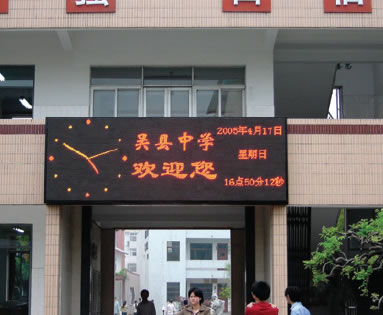 吴县中学
欢迎您
2005年4月17日
星期日
16点50分12秒